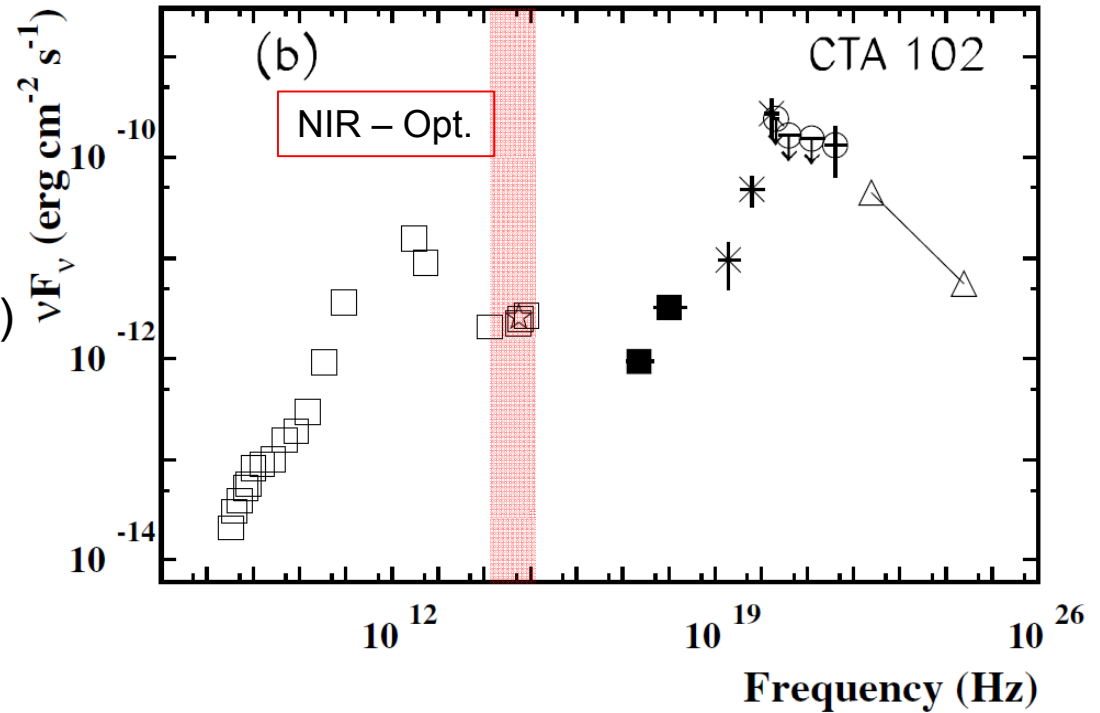 (b)
CTA 102
NIR – Opt.
νFν (erg cm⁻² s⁻¹)
)
10 -10
10 -12
10 -14
10 12
10 19
10 26
Frequency (Hz)